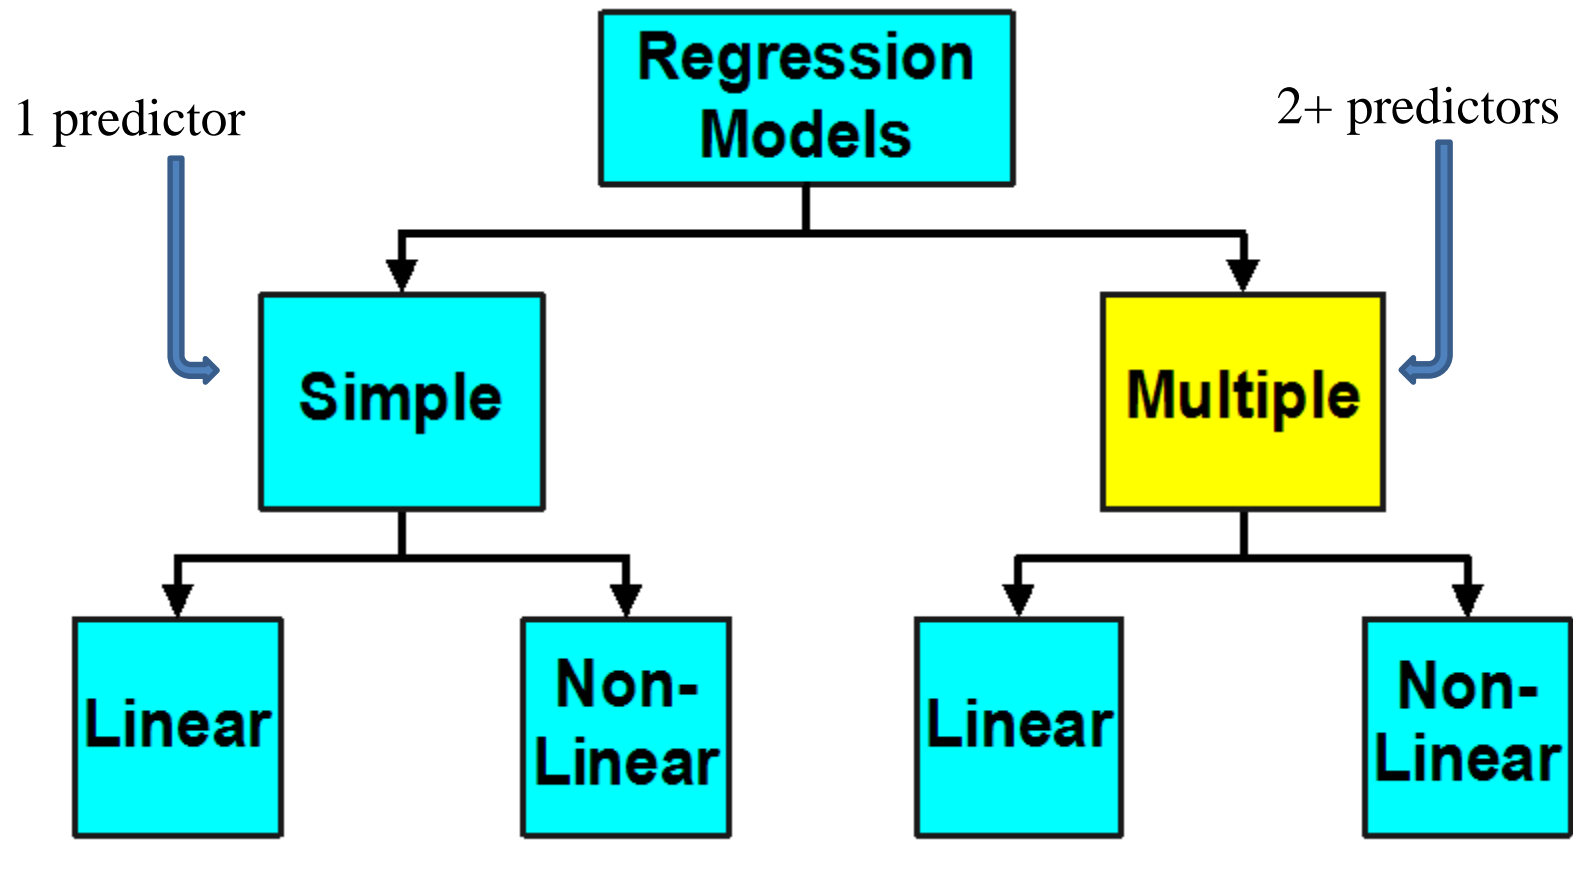 Regression
Models
1 predictor
2+ predictors
Simple
Multiple
Linear
Non-
Linear
Linear
Non-
Linear